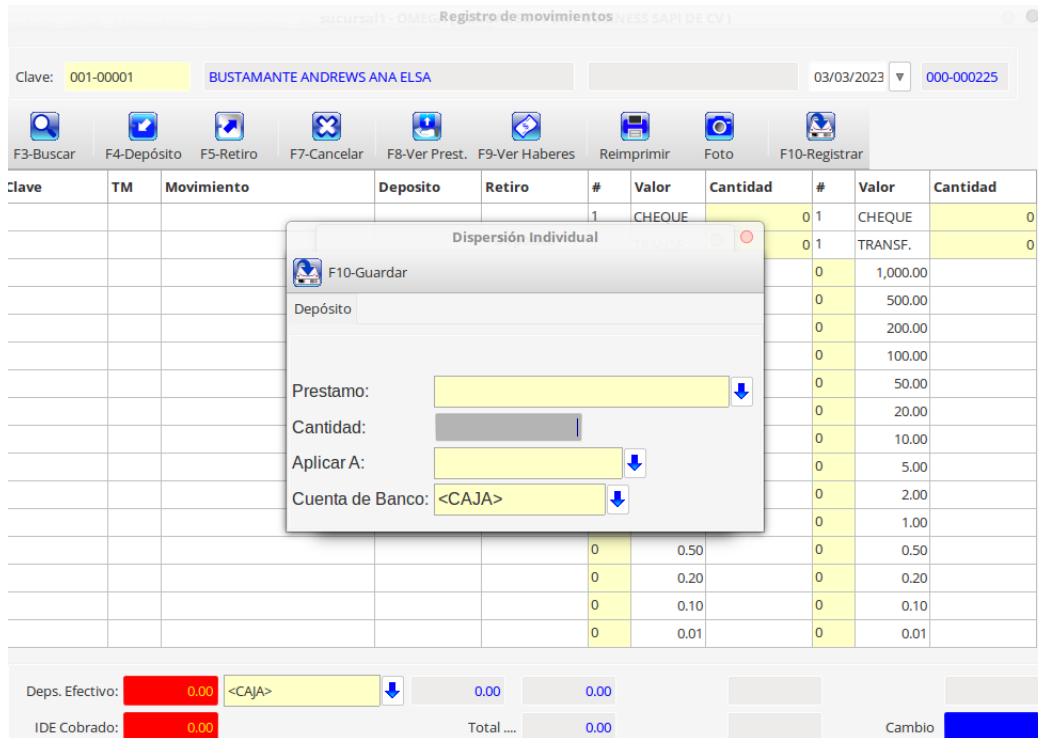 sucursal1 - OMEGA
Registro de movimientos
NESS SAPI DE CV )
Clave: 001-00001 BUSTAMANTE ANDREWS ANA ELSA 03/03/2023 000-000225
F3-Buscar F4-Depósito F5-Retiro F7-Cancelar F8-Ver Prest. F9-Ver Haberes Reimprimir Foto F10-Registrar
Clave TM Movimiento Deposito Retiro # Valor Cantidad # Valor Cantidad
1 CHEQUE 0 1 CHEQUE 0
Dispersión Individual
0 1 TRANSF. 0
F10-Guardar
0 1,000.00
Depósito
0 500.00
0 200.00
0 100.00
Prestamo:
0 50.00
0 20.00
Cantidad:
0 10.00
Aplicar A:
0 5.00
Cuenta de Banco: <CAJA>
0 2.00
0 1.00
0 0.50 0 0.50
0 0.20 0 0.20
0 0.10 0 0.10
0 0.01 0 0.01
Deps. Efectivo: 0.00 <CAJA> 0.00 0.00
IDE Cobrado: 0.00 Total .... 0.00 Cambio